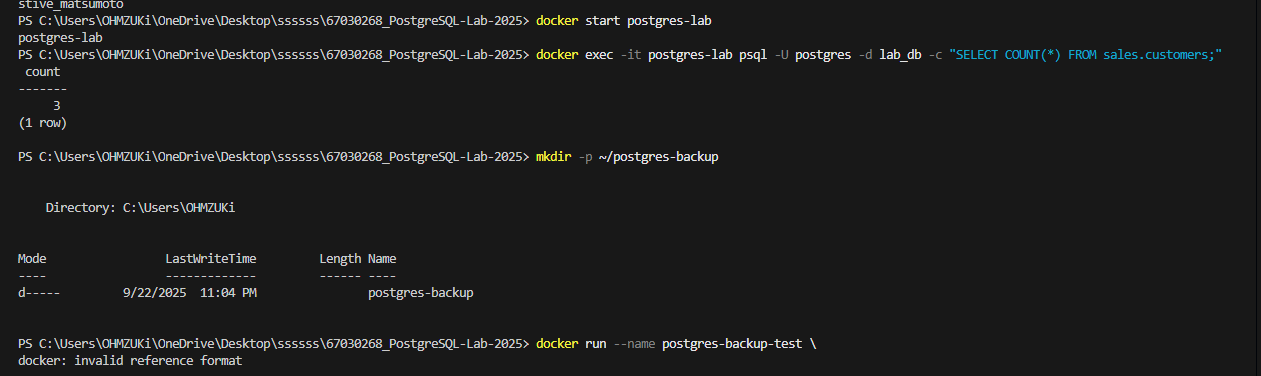 stive_matsumoto
PS C:\Users\OHMZUKi\OneDrive\Desktop\ssssss\67030268_PostgreSQL-Lab-2025> docker start postgres-lab
postgres-lab
PS C:\Users\OHMZUKi\OneDrive\Desktop\ssssss\67030268_PostgreSQL-Lab-2025> docker exec -it postgres-lab psql -U postgres -d lab_db -c "SELECT COUNT(*) FROM sales.customers;"
count
-------
3
(1 row)
PS C:\Users\OHMZUKi\OneDrive\Desktop\ssssss\67030268_PostgreSQL-Lab-2025> mkdir -p ~/postgres-backup
Directory: C:\Users\OHMZUKi
Mode LastWriteTime Length Name
---- ------------- ------ ----
d----- 9/22/2025 11:04 PM postgres-backup
PS C:\Users\OHMZUKi\OneDrive\Desktop\ssssss\67030268_PostgreSQL-Lab-2025> docker run --name postgres-backup-test \
docker: invalid reference format